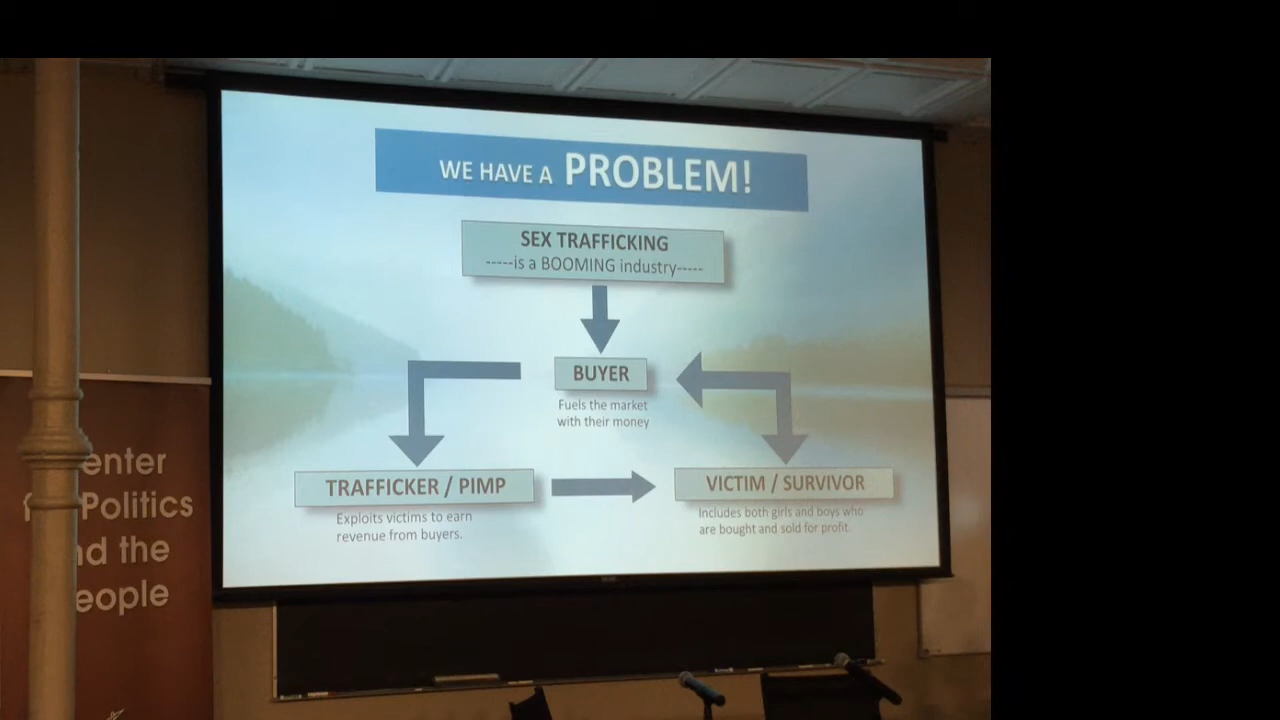 WE HAVE A PROBLEM!
SEX TRAFFICKING
-----is a BOOMING industry-----
BUYER
Fuels the market
with their money
TRAFFICKER / PIMP
Exploits victims to earn
revenue from buyers.
VICTIM / SURVIVOR
Includes both girls and boys who
are bought and sold for profit.
enter
Politics
nd the
eople